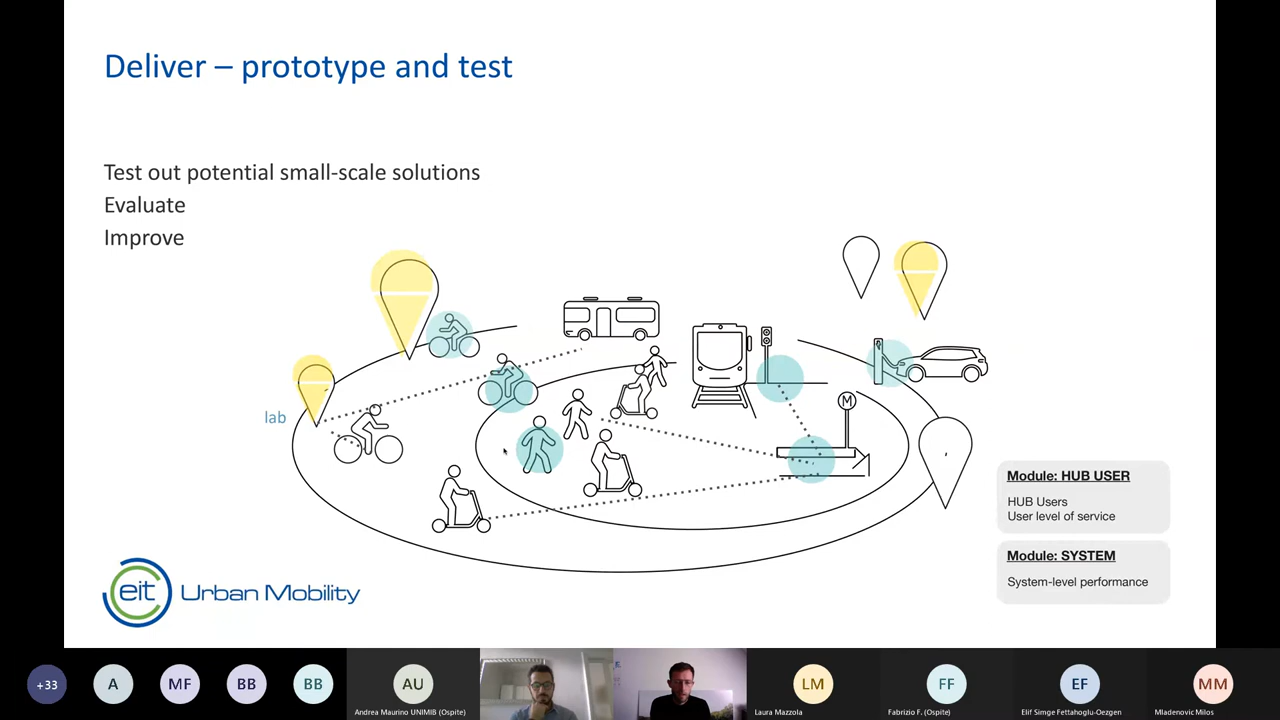 Deliver – prototype and test
Test out potential small-scale solutions
Evaluate
Improve
lab
M
Module: HUB USER
HUB Users
User level of service
Module: SYSTEM
System-level performance
eit Urban Mobility
+33
A
MF
BB
BB
AU
LM
FF
EF
MM
Andrea Maurino UNIMIB (Ospite)
Laura Mazzola
Fabrizio F. (Ospite)
Elif Simge Fettahoglu-Oezgen
Mladenovic Milos